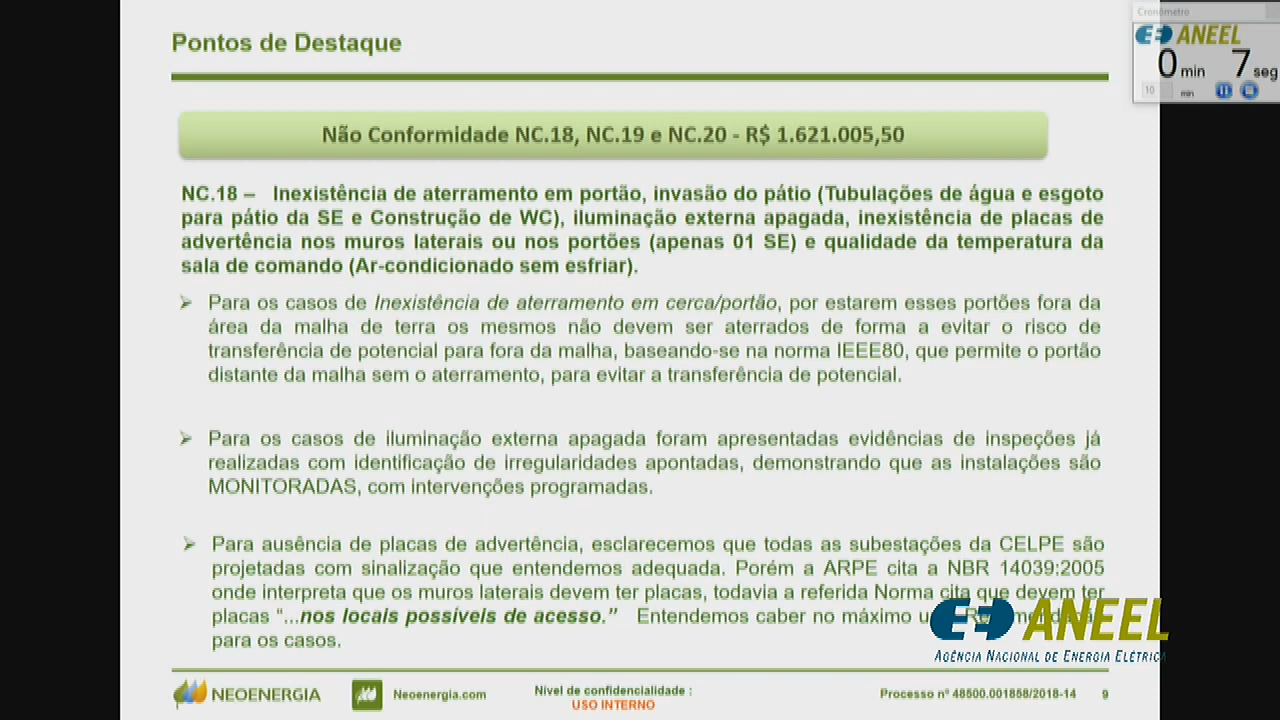 Pontos de Destaque
Cronômetro
ANEEL
0 min 7 seg
10 min
Não Conformidade NC.18, NC.19 e NC.20 - R$ 1.621.005,50
NC.18 – Inexistência de aterramento em portão, invasão do pátio (Tubulações de água e esgoto
para pátio da SE e Construção de WC), iluminação externa apagada, inexistência de placas de
advertência nos muros laterais ou nos portões (apenas 01 SE) e qualidade da temperatura da
sala de comando (Ar-condicionado sem esfriar).
Para os casos de Inexistência de aterramento em cerca/portão, por estarem esses portões fora da
área da malha de terra os mesmos não devem ser aterrados de forma a evitar o risco de
transferência de potencial para fora da malha, baseando-se na norma IEEE80, que permite o portão
distante da malha sem o aterramento, para evitar a transferência de potencial.
Para os casos de iluminação externa apagada foram apresentadas evidências de inspeções já
realizadas com identificação de irregularidades apontadas, demonstrando que as instalações são
MONITORADAS, com intervenções programadas.
Para ausência de placas de advertência, esclarecemos que todas as subestações da CELPE são
projetadas com sinalização que entendemos adequada. Porém a ARPE cita a NBR 14039:2005
onde interpreta que os muros laterais devem ter placas, todavia a referida Norma cita que devem ter
placas “...nos locais possíveis de acesso.” Entendemos caber no máximo
para os casos.
ANEEL
AGÊNCIA NACIONAL DE ENERGIA ELÉTRICA
NEOENERGIA
Neoenergia.com
Nível de confidencialidade :
USO INTERNO
Processo nº 48500.001858/2018-14 9